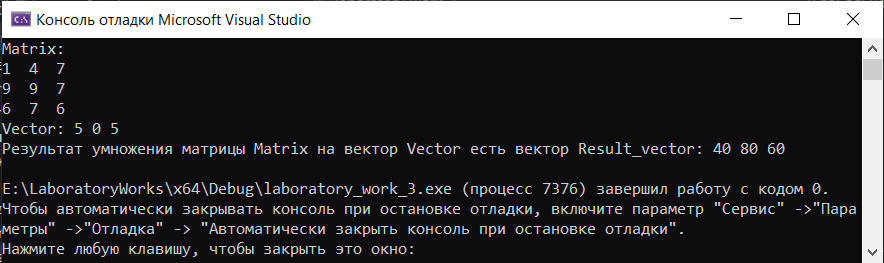 Консоль отладки Microsoft Visual Studio
Matrix:
1 4 7
9 9 7
6 7 6
Vector: 5 0 5
Результат умножения матрицы Matrix на вектор Vector есть вектор Result_vector: 40 80 60
E:\LaboratoryWorks\x64\Debug\laboratory_work_3.exe (процесс 7376) завершил работу с кодом 0.
Чтобы автоматически закрывать консоль при остановке отладки, включите параметр "Сервис" ->"Пара
метры" ->"Отладка" -> "Автоматически закрыть консоль при остановке отладки".
Нажмите любую клавишу, чтобы закрыть это окно: